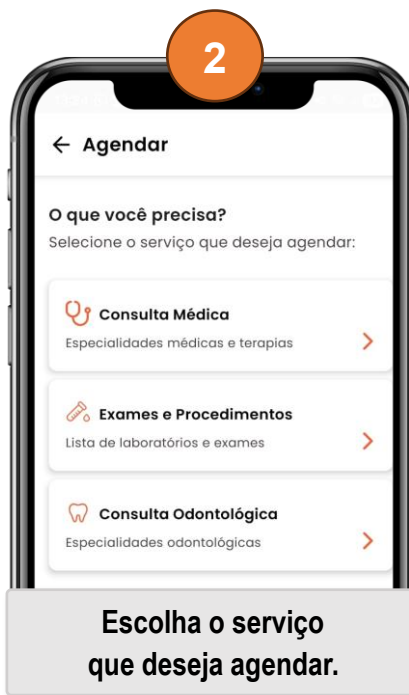 2
Agendar
O que você precisa?
Selecione o serviço que deseja agendar:
Consulta Médica
Especialidades médicas e terapias
Exames e Procedimentos
Lista de laboratórios e exames
Consulta Odontológica
Especialidades odontológicas
Escolha o serviço
que deseja agendar.